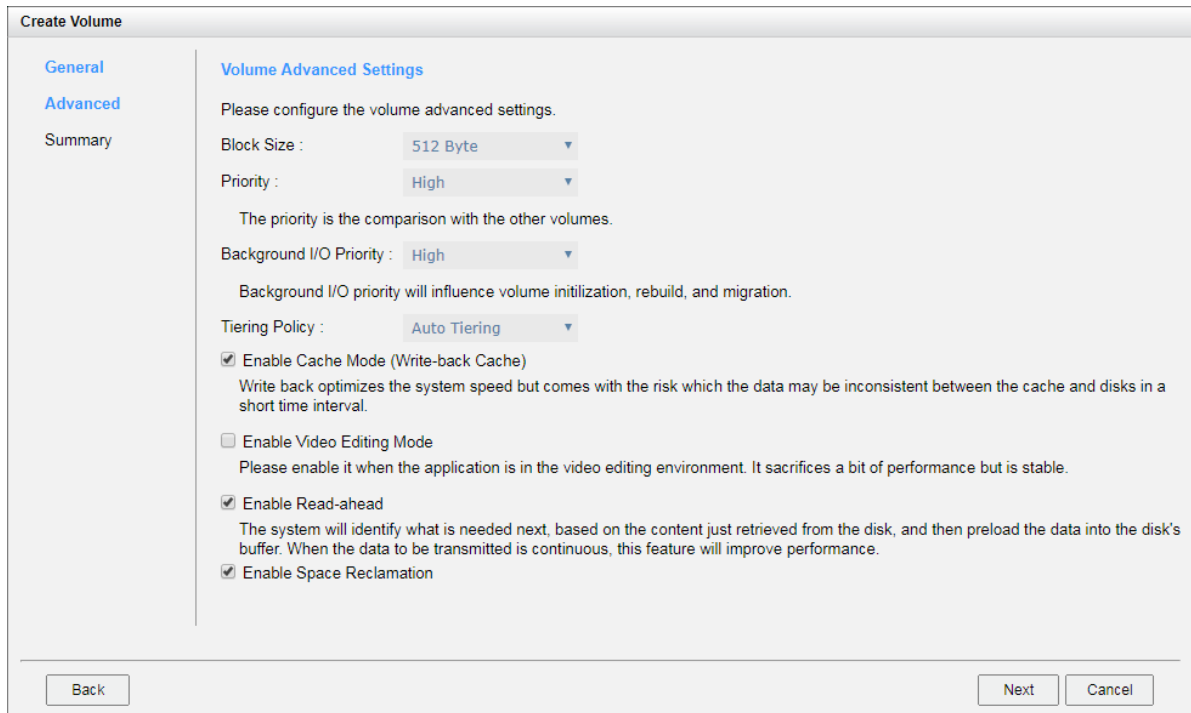 Create Volume
General
Advanced
Summary
Volume Advanced Settings
Please configure the volume advanced settings.
Block Size :
512 Byte
Priority :
High
The priority is the comparison with the other volumes.
Background I/O Priority :
High
Background I/O priority will influence volume initilization, rebuild, and migration.
Tiering Policy :
Auto Tiering
Enable Cache Mode (Write-back Cache)
Write back optimizes the system speed but comes with the risk which the data may be inconsistent between the cache and disks in a
short time interval.
Enable Video Editing Mode
Please enable it when the application is in the video editing environment. It sacrifices a bit of performance but is stable.
Enable Read-ahead
The system will identify what is needed next, based on the content just retrieved from the disk, and then preload the data into the disk's
buffer. When the data to be transmitted is continuous, this feature will improve performance.
Enable Space Reclamation
Back
Next
Cancel